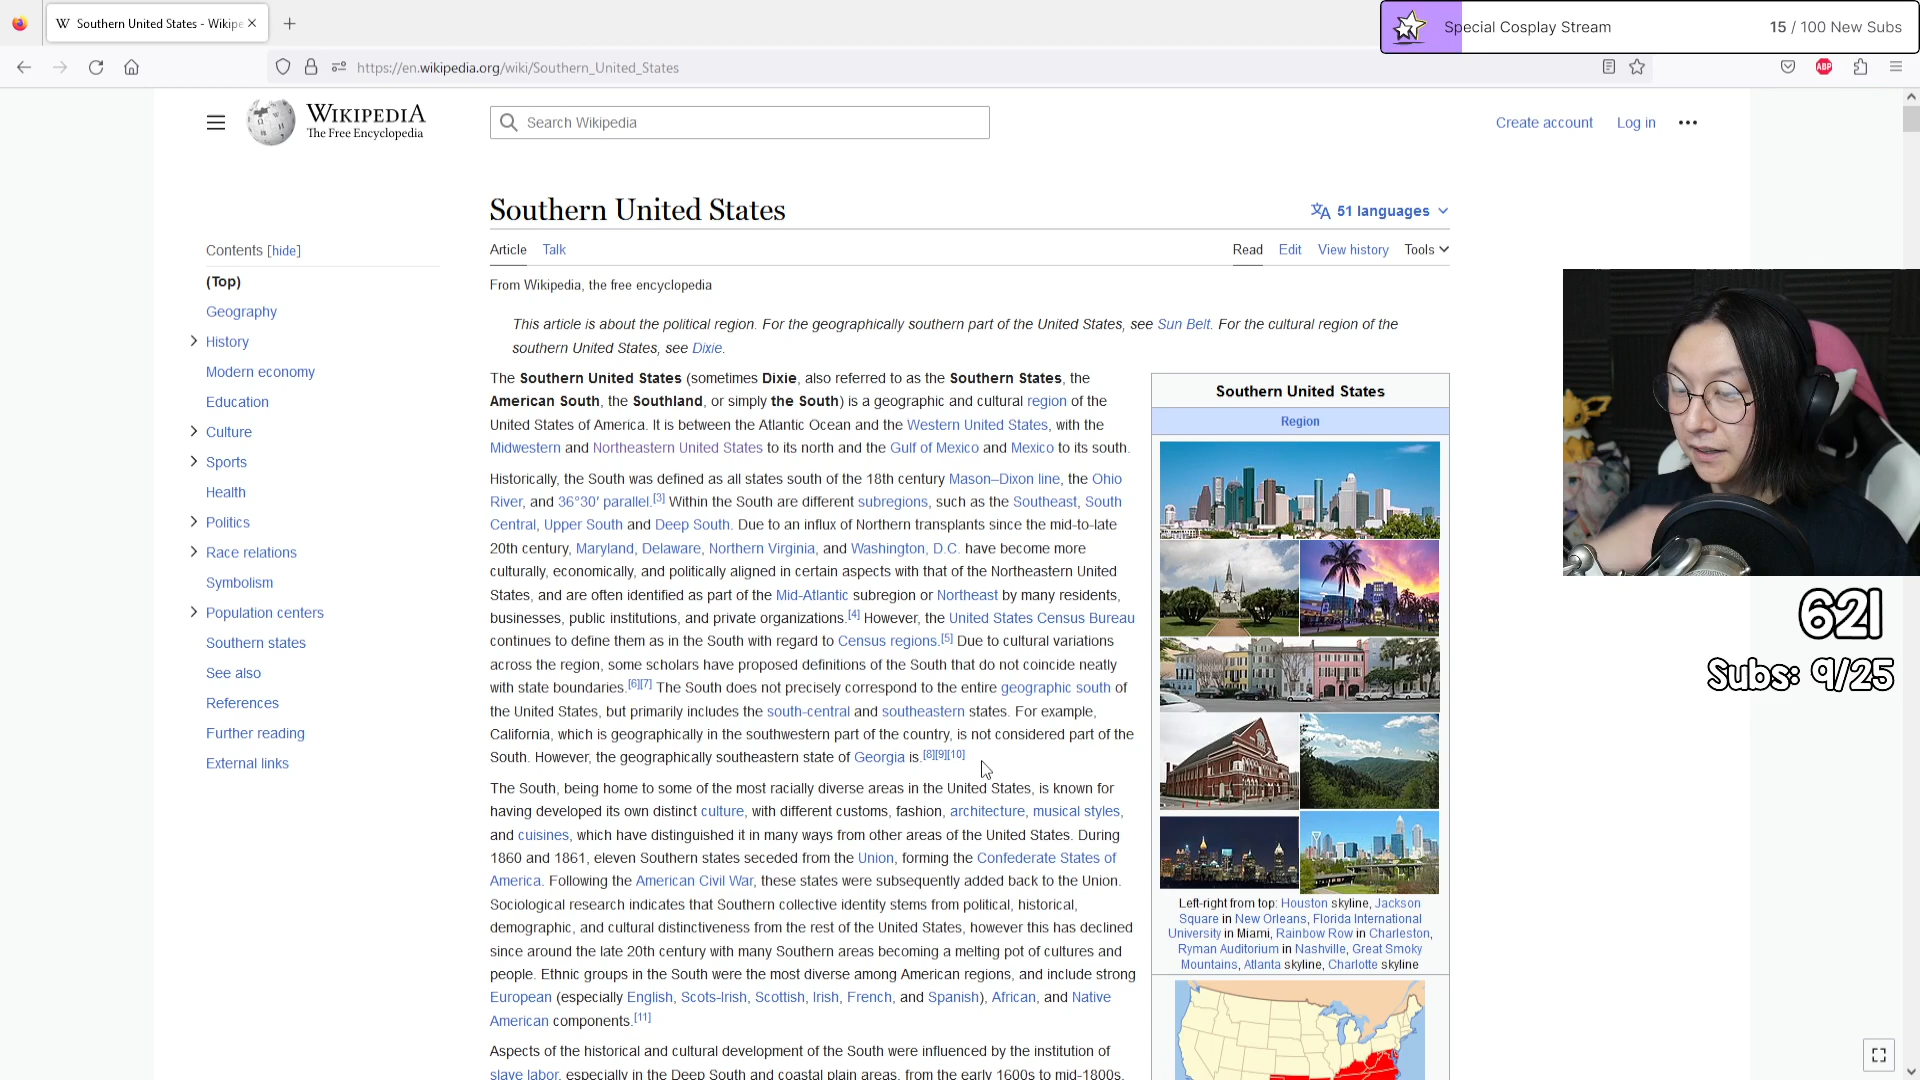 Southern United States - Wikipe
Special Cosplay Stream
15 / 100 New Subs
https://en.wikipedia.org/wiki/Southern_United_States
ABP
WIKIPEDIA
The Free Encyclopedia
Search Wikipedia
Create account
Log in
Southern United States
51 languages
Contents [hide]
Article
Talk
Read
Edit
View history
Tools
(Top)
Geography
History
Modern economy
Education
Culture
Sports
Health
Politics
Race relations
Symbolism
Population centers
Southern states
See also
References
Further reading
External links
From Wikipedia, the free encyclopedia
This article is about the political region. For the geographically southern part of the United States, see Sun Belt. For the cultural region of the
southern United States, see Dixie.
The Southern United States (sometimes Dixie, also referred to as the Southern States, the
American South, the Southland, or simply the South) is a geographic and cultural region of the
United States of America. It is between the Atlantic Ocean and the Western United States, with the
Midwestern and Northeastern United States to its north and the Gulf of Mexico and Mexico to its south.
Historically, the South was defined as all states south of the 18th century Mason–Dixon line, the Ohio
River, and 36°30′ parallel.[3] Within the South are different subregions, such as the Southeast, South
Central, Upper South and Deep South. Due to an influx of Northern transplants since the mid-to-late
20th century, Maryland, Delaware, Northern Virginia, and Washington, D.C. have become more
culturally, economically, and politically aligned in certain aspects with that of the Northeastern United
States, and are often identified as part of the Mid-Atlantic subregion or Northeast by many residents,
businesses, public institutions, and private organizations.[4] However, the United States Census Bureau
continues to define them as in the South with regard to Census regions.[5] Due to cultural variations
across the region, some scholars have proposed definitions of the South that do not coincide neatly
with state boundaries.[6][7] The South does not precisely correspond to the entire geographic south of
the United States, but primarily includes the south-central and southeastern states. For example,
California, which is geographically in the southwestern part of the country, is not considered part of the
South. However, the geographically southeastern state of Georgia is.[8][9][10]
The South, being home to some of the most racially diverse areas in the United States, is known for
having developed its own distinct culture, with different customs, fashion, architecture, musical styles,
and cuisines, which have distinguished it in many ways from other areas of the United States. During
1860 and 1861, eleven Southern states seceded from the Union, forming the Confederate States of
America. Following the American Civil War, these states were subsequently added back to the Union.
Sociological research indicates that Southern collective identity stems from political, historical,
demographic, and cultural distinctiveness from the rest of the United States, however this has declined
since around the late 20th century with many Southern areas becoming a melting pot of cultures and
people. Ethnic groups in the South were the most diverse among American regions, and include strong
European (especially English, Scots-Irish, Scottish, Irish, French, and Spanish), African, and Native
American components.[11]
Aspects of the historical and cultural development of the South were influenced by the institution of
slave labor, especially in the Deep South and coastal plain areas, from the early 1600s to mid-1800s.
Southern United States
Region
Left-right from top: Houston skyline, Jackson
Square in New Orleans, Florida International
University in Miami, Rainbow Row in Charleston,
Ryman Auditorium in Nashville, Great Smoky
Mountains, Atlanta skyline, Charlotte skyline
621
Subs: 9/25